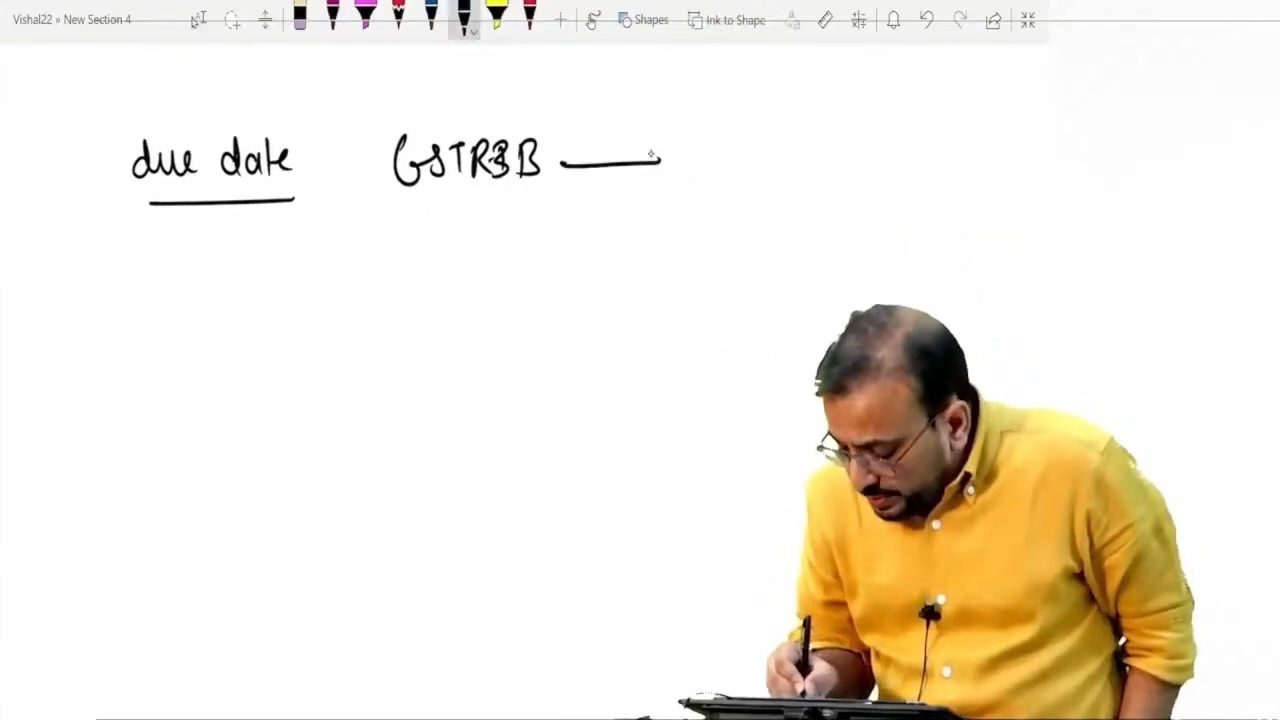 Vishal22 » New Section 4 Shapes Ink to Shape
due date GSTR3B